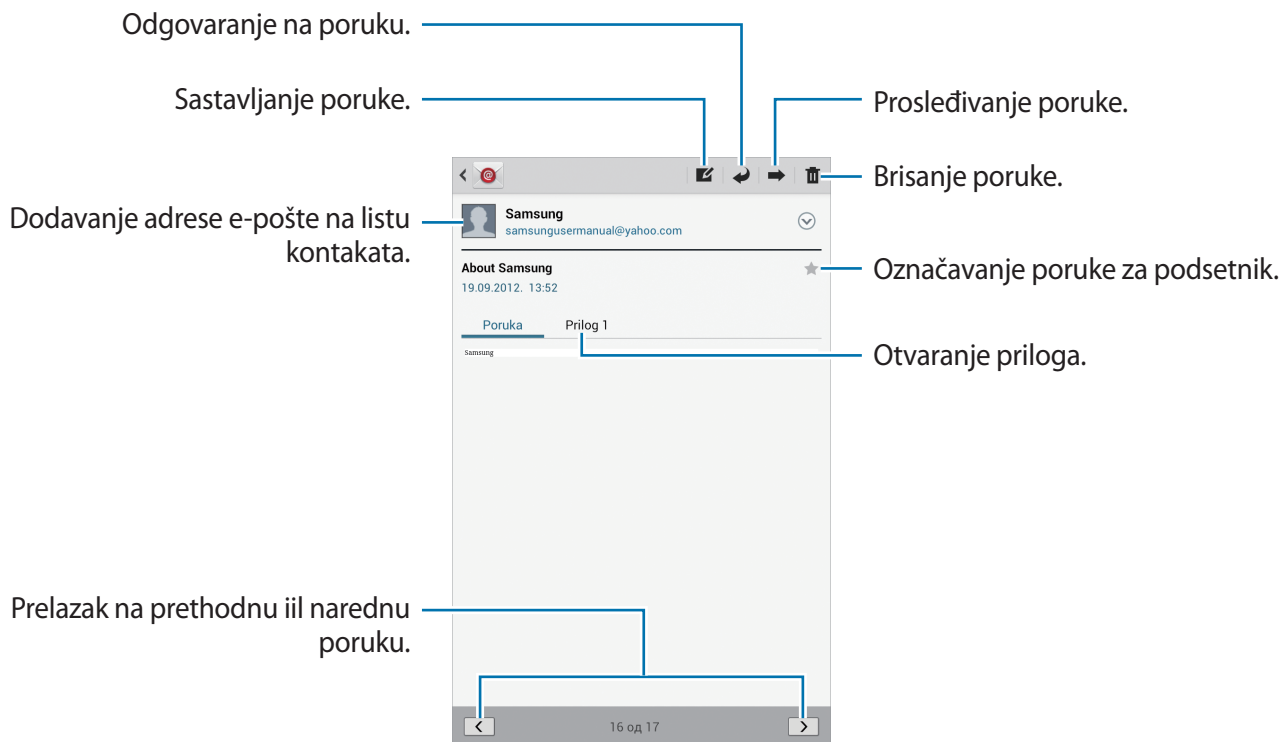 Odgovaranje na poruku.
Sastavljanje poruke.
Prosleđivanje poruke.
Brisanje poruke.
Dodavanje adrese e-pošte na listu
kontakata.
Samsung
samsungusermanual@yahoo.com
About Samsung
19.09.2012. 13:52
Označavanje poruke za podsetnik.
Poruka Prilog 1
Samsung
Otvaranje priloga.
Prelazak na prethodnu iil narednu
poruku.
16 од 17